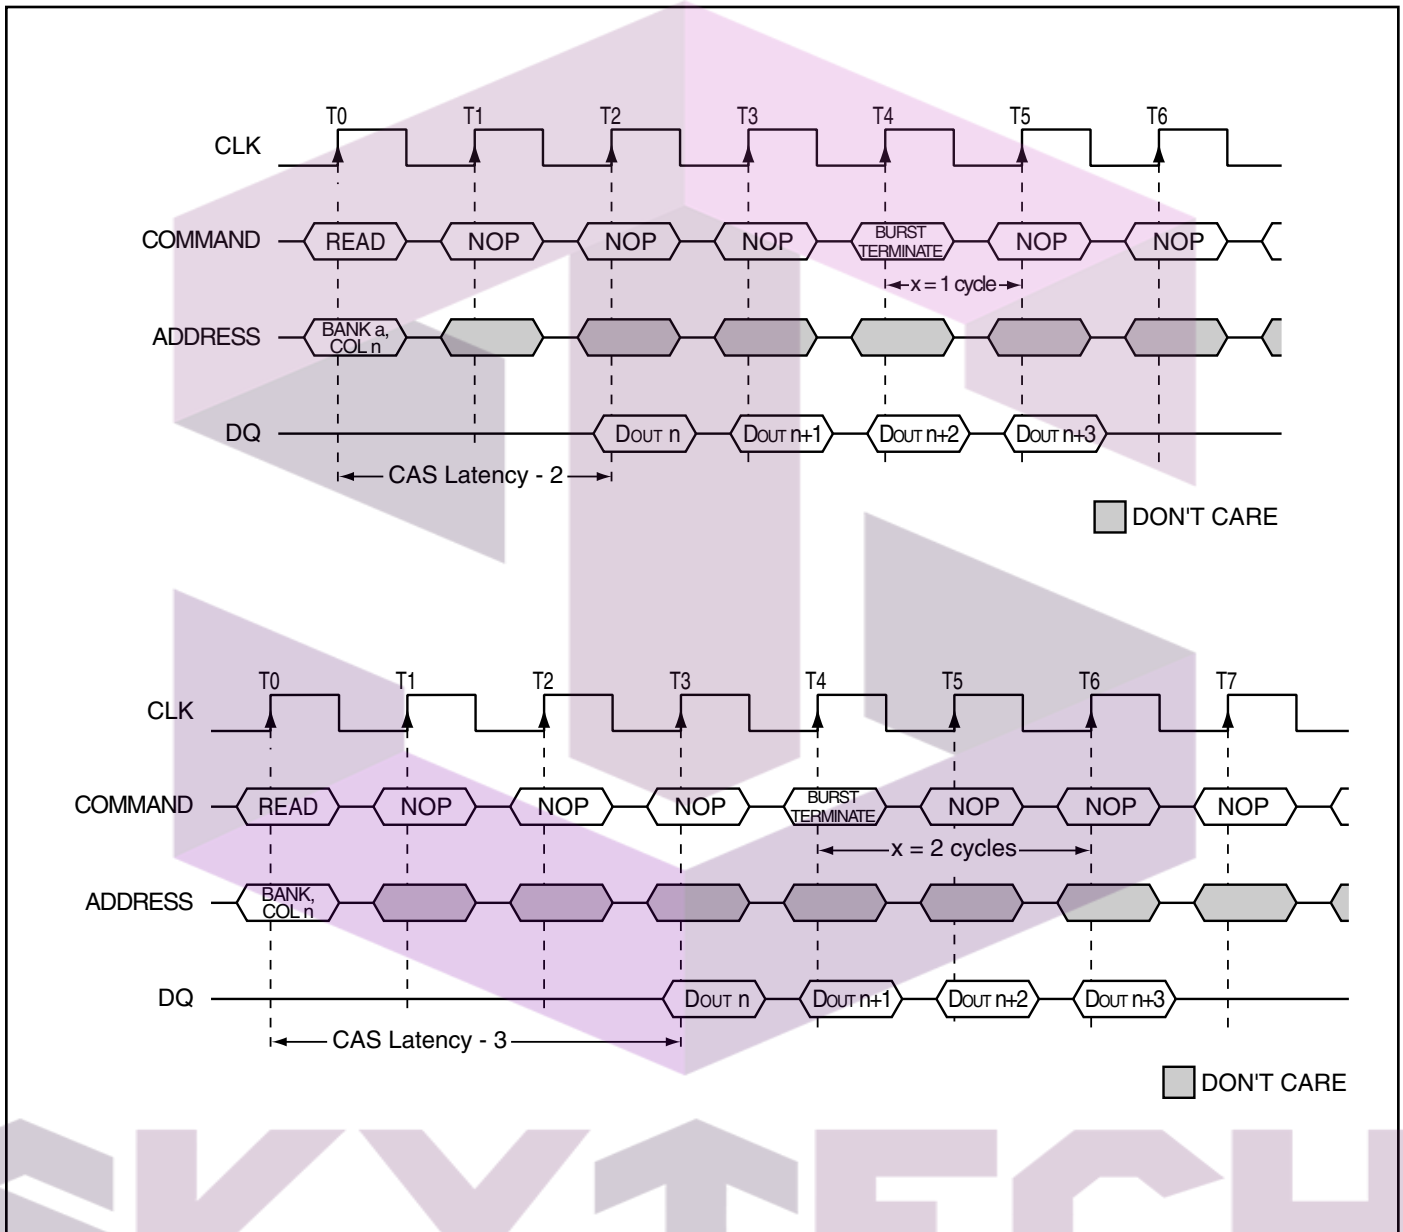 T0 T1 T2 T3 T4 T5 T6
CLK
COMMAND READ NOP NOP NOP BURST TERMINATE NOP NOP
x = 1 cycle
ADDRESS BANK a, COL n
DQ DOUT n DOUT n+1 DOUT n+2 DOUT n+3
CAS Latency - 2
DON'T CARE
T0 T1 T2 T3 T4 T5 T6 T7
CLK
COMMAND READ NOP NOP NOP BURST TERMINATE NOP NOP NOP
x = 2 cycles
ADDRESS BANK, COL n
DQ DOUT n DOUT n+1 DOUT n+2 DOUT n+3
CAS Latency - 3
DON'T CARE
SKYTECH